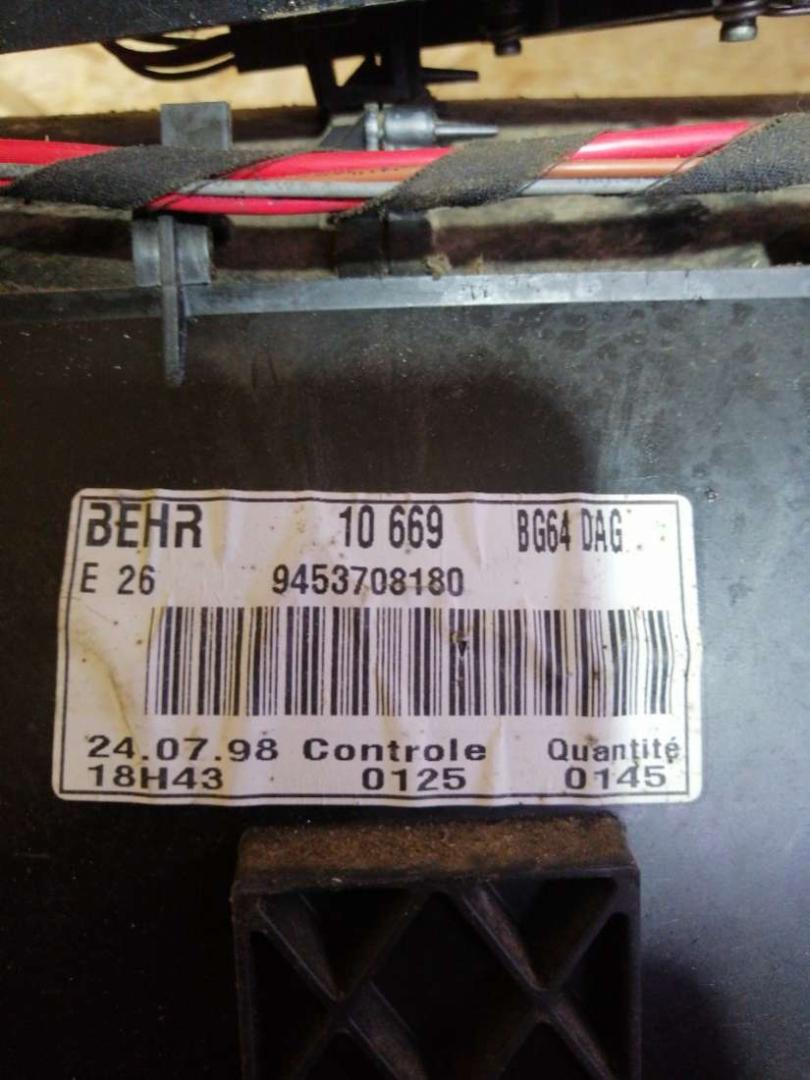 BEHR 10 669 BG64 DAG
E 26 9453708180
24.07.98 Controle Quantité
18H43 0125 0145